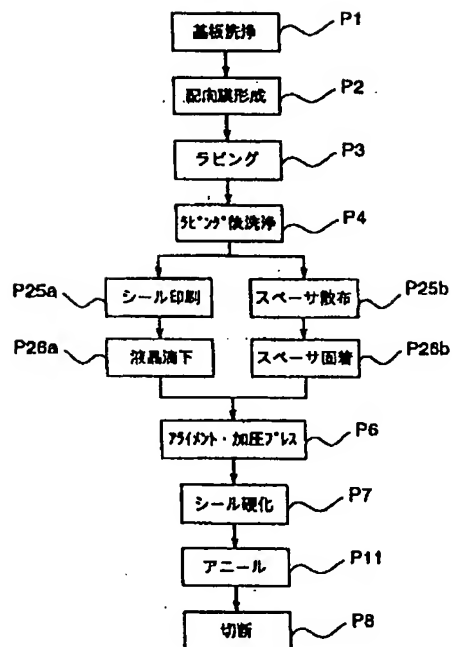 基板洗浄 P1
配向膜形成 P2
ラビング P3
ラビング後洗浄 P4
P25a シール印刷 スペーサ散布 P25b
P26a 液晶滴下 スペーサ固着 P26b
アライメント・加圧プレス P6
シール硬化 P7
アニール P11
切断 P8